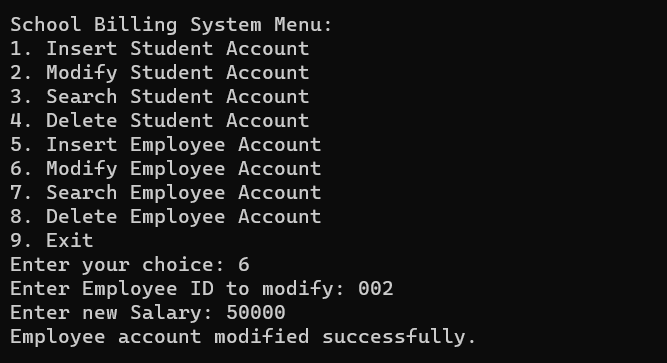 School Billing System Menu:
1. Insert Student Account
2. Modify Student Account
3. Search Student Account
4. Delete Student Account
5. Insert Employee Account
6. Modify Employee Account
7. Search Employee Account
8. Delete Employee Account
9. Exit
Enter your choice: 6
Enter Employee ID to modify: 002
Enter new Salary: 50000
Employee account modified successfully.